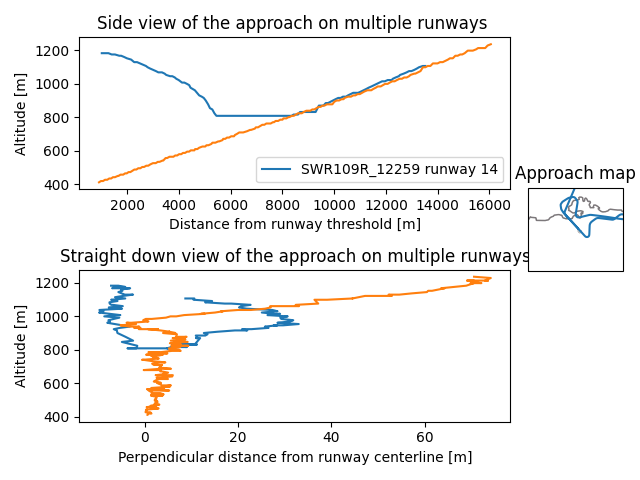 Side view of the approach on multiple runways
Altitude [m]
1200
1000
800
600
400
SWR109R_12259 runway 14
2000 4000 6000 8000 10000 12000 14000 16000
Distance from runway threshold [m]
Approach map
Straight down view of the approach on multiple runways
Altitude [m]
1200
1000
800
600
400
0 20 40 60
Perpendicular distance from runway centerline [m]